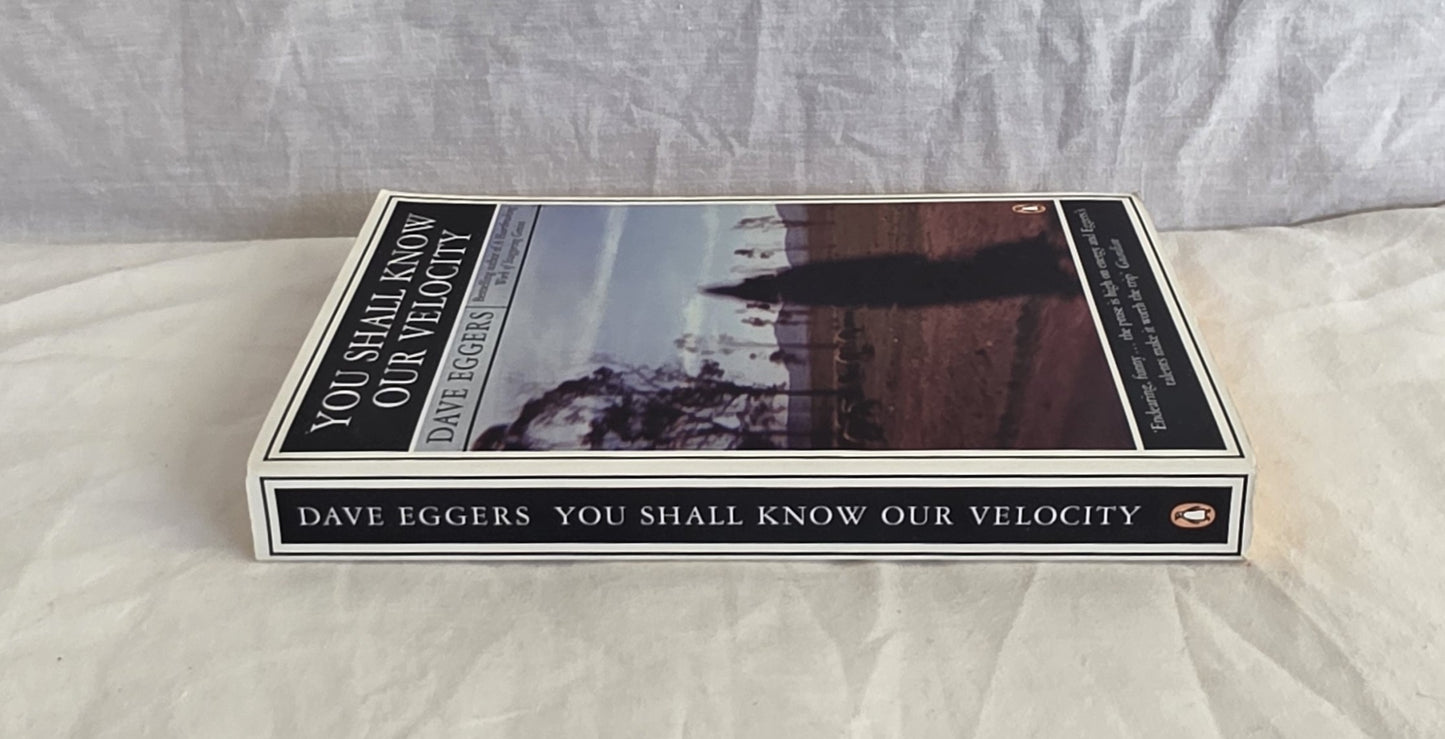 YOU SHALL KNOW
OUR VELOCITY
DAVE EGGERS
Bestselling author of A Heartbreaking
Work of Staggering Genius
'Endearing, funny ... the prose is high on energy and Eggers's
talents make it worth the trip' Guardian
DAVE EGGERS YOU SHALL KNOW OUR VELOCITY